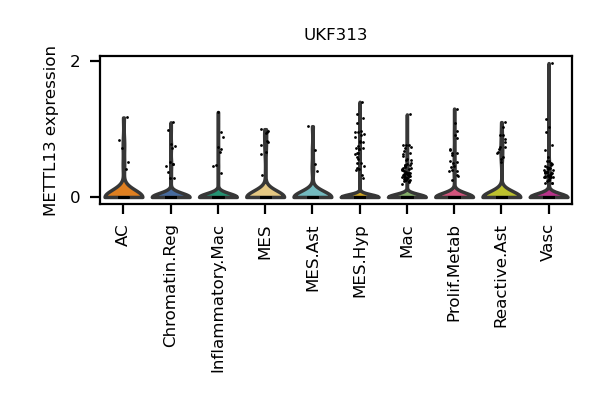 UKF313
METTL13 expression
2
0
AC
Chromatin.Reg
Inflammatory.Mac
MES
MES.Ast
MES.Hyp
Mac
Prolif.Metab
Reactive.Ast
Vasc